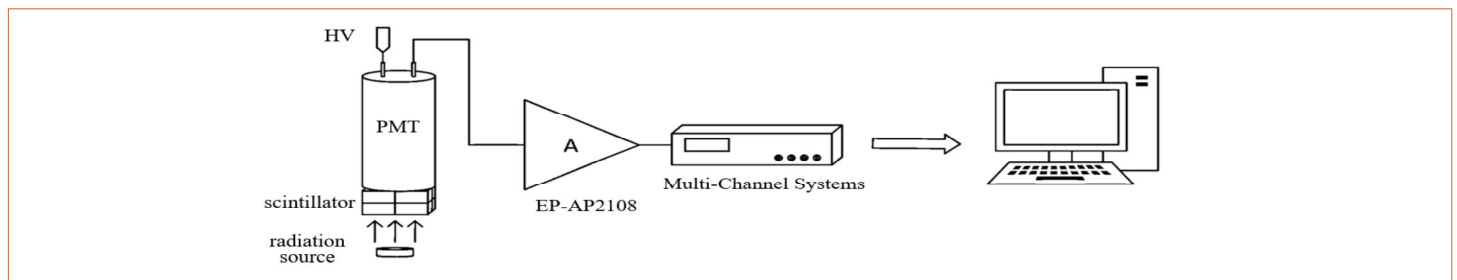 HV
PMT
A
Multi-Channel Systems
EP-AP2108
scintillator
radiation
source